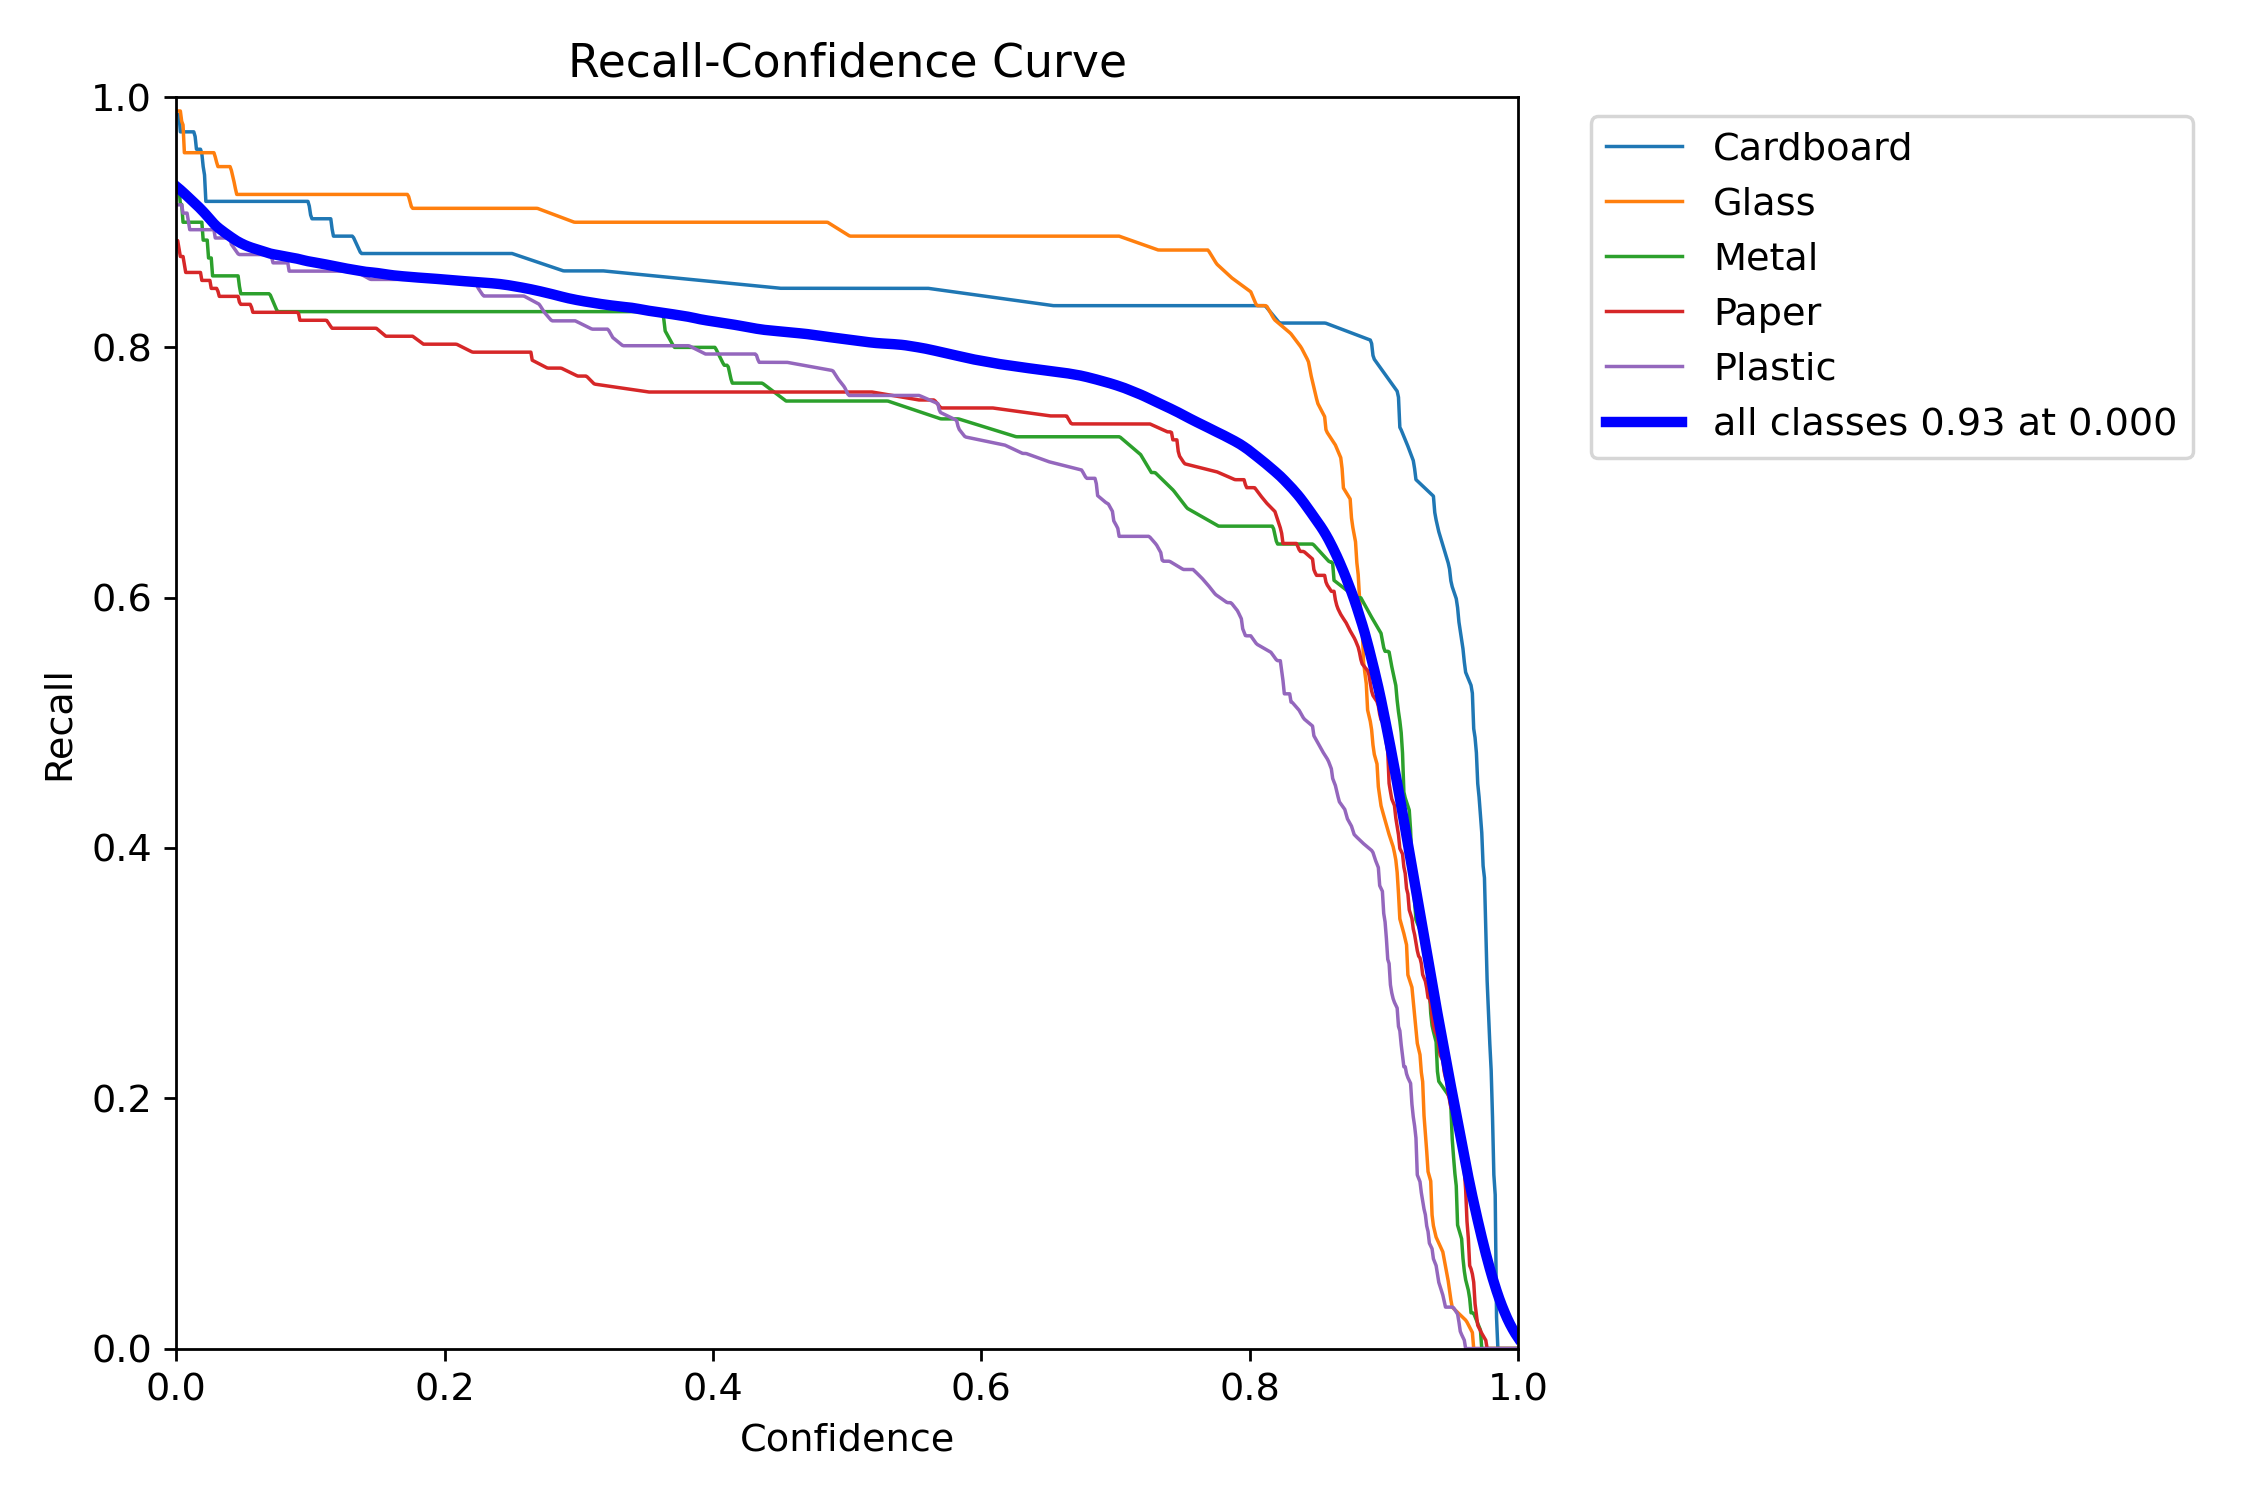 Recall-Confidence Curve
1.0
0.8
0.6
0.4
0.2
0.0
Recall
0.0 0.2 0.4 0.6 0.8 1.0
Confidence
Cardboard
Glass
Metal
Paper
Plastic
all classes 0.93 at 0.000